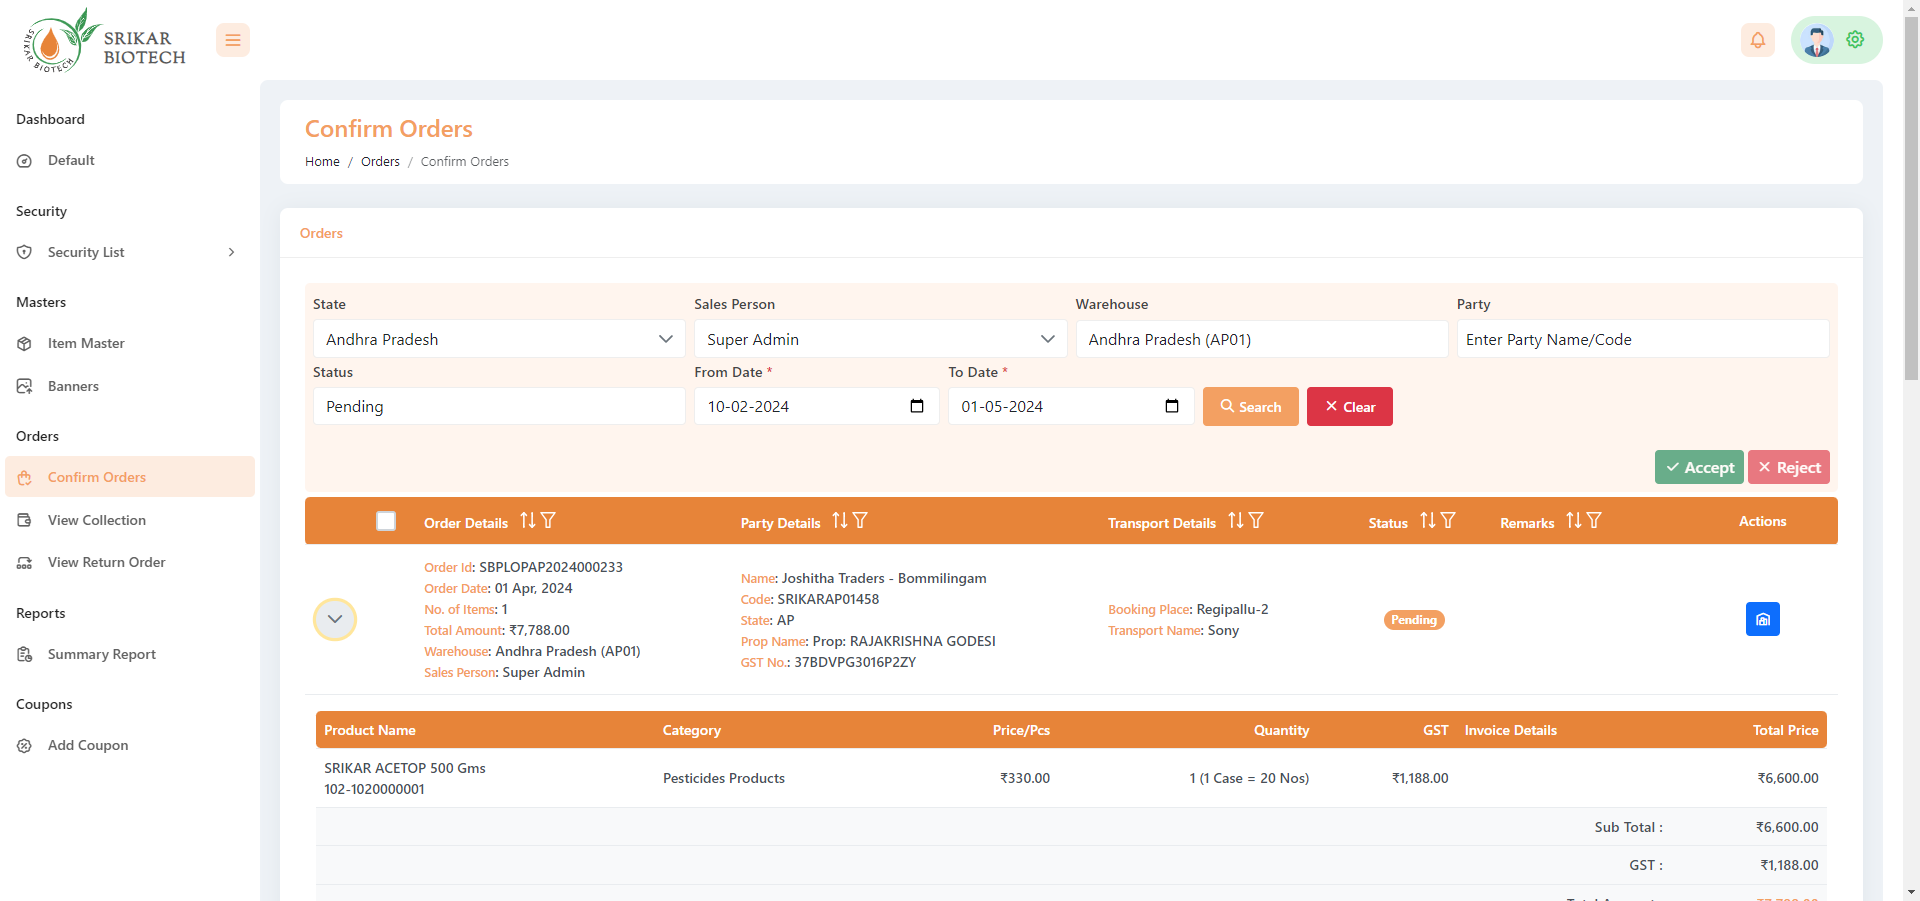 SRIKAR BIOTECH
SRIKAR
BIOTECH
Dashboard
Default
Security
Security List
Masters
Item Master
Banners
Orders
Confirm Orders
View Collection
View Return Order
Reports
Summary Report
Coupons
Add Coupon
Confirm Orders
Home / Orders / Confirm Orders
Orders
State Sales Person Warehouse Party
Andhra Pradesh Super Admin Andhra Pradesh (AP01) Enter Party Name/Code
Status From Date * To Date *
Pending 10-02-2024 01-05-2024 Search Clear
Accept Reject
Order Details Party Details Transport Details Status Remarks Actions
Order Id: SBPLOPAP2024000233
Order Date: 01 Apr, 2024
No. of Items: 1
Total Amount: ₹7,788.00
Warehouse: Andhra Pradesh (AP01)
Sales Person: Super Admin
Name: Joshitha Traders - Bommilingam
Code: SRIKARAP01458
State: AP
Prop Name: Prop: RAJAKRISHNA GODESI
GST No.: 37BDVPG3016P2ZY
Booking Place: Regipallu-2
Transport Name: Sony
Pending
Product Name Category Price/Pcs Quantity GST Invoice Details Total Price
SRIKAR ACETOP 500 Gms
102-1020000001
Pesticides Products ₹330.00 1 (1 Case = 20 Nos) ₹1,188.00 ₹6,600.00
Sub Total : ₹6,600.00
GST : ₹1,188.00